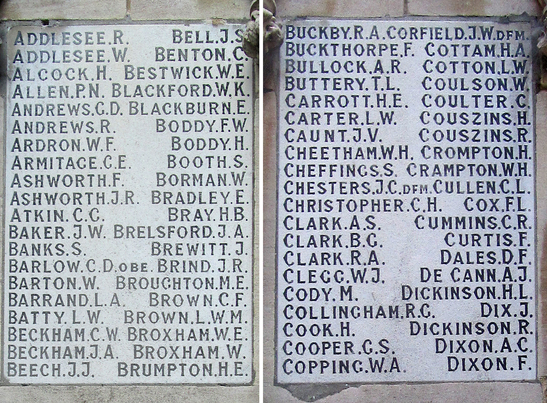 ADDLESEE.R. BELL.J.S
ADDLESEE.W. BENTON.C
ALCOCK.H. BESTWICK.W.E.
ALLEN.P.N. BLACKFORD.W.K.
ANDREWS.G.D. BLACKBURN.E.
ANDREWS.R. BODDY.F.W.
ARDRON.W.F. BODDY.H.
ARMITAGE.C.E. BOOTH.S.
ASHWORTH.F. BORMAN.W.
ASHWORTH.J.R. BRADLEY.E.
ATKIN.C.G. BRAY.H.B.
BAKER.J.W. BRELSFORD.J.A.
BANKS.S. BREWITT.J.
BARLOW.C.D.OBE. BRIND.J.R.
BARTON.W. BROUGHTON.M.E.
BARRAND.L.A. BROWN.C.F.
BATTY.L.W. BROWN.L.W.M.
BECKHAM.C.W. BROXHAM.W.E.
BECKHAM.J.A. BROXHAM.W.
BEECH.J.J. BRUMPTON.H.E.
BUCKBY.R.A. CORFIELD.J.W.DFM.
BUCKTHORPE.F. COTTAM.H.A.
BULLOCK.A.R. COTTON.L.W.
BUTTERY.T.L. COULSON.W.
CARROTT.H.E. COULTER.C.
CARTER.L.W. COUSZINS.H.
CAUNT.J.V. COUSZINS.R.
CHEETHAM.W.H. CROMPTON.H.
CHEFFINGS.S. CRAMPTON.W.H.
CHESTERS.J.C.DFM. CULLEN.C.L.
CHRISTOPHER.C.H. COX.F.L.
CLARK.A.S. CUMMINS.C.R.
CLARK.B.G. CURTIS.F.
CLARK.R.A. DALES.D.F.
CLEGG.W.J. DE CANN.A.J.
CODY.M. DICKINSON.H.L.
COLLINGHAM.R.G. DIX.J.
COOK.H. DICKINSON.R.
COOPER.G.S. DIXON.A.C.
COPPING.W.A. DIXON.F.